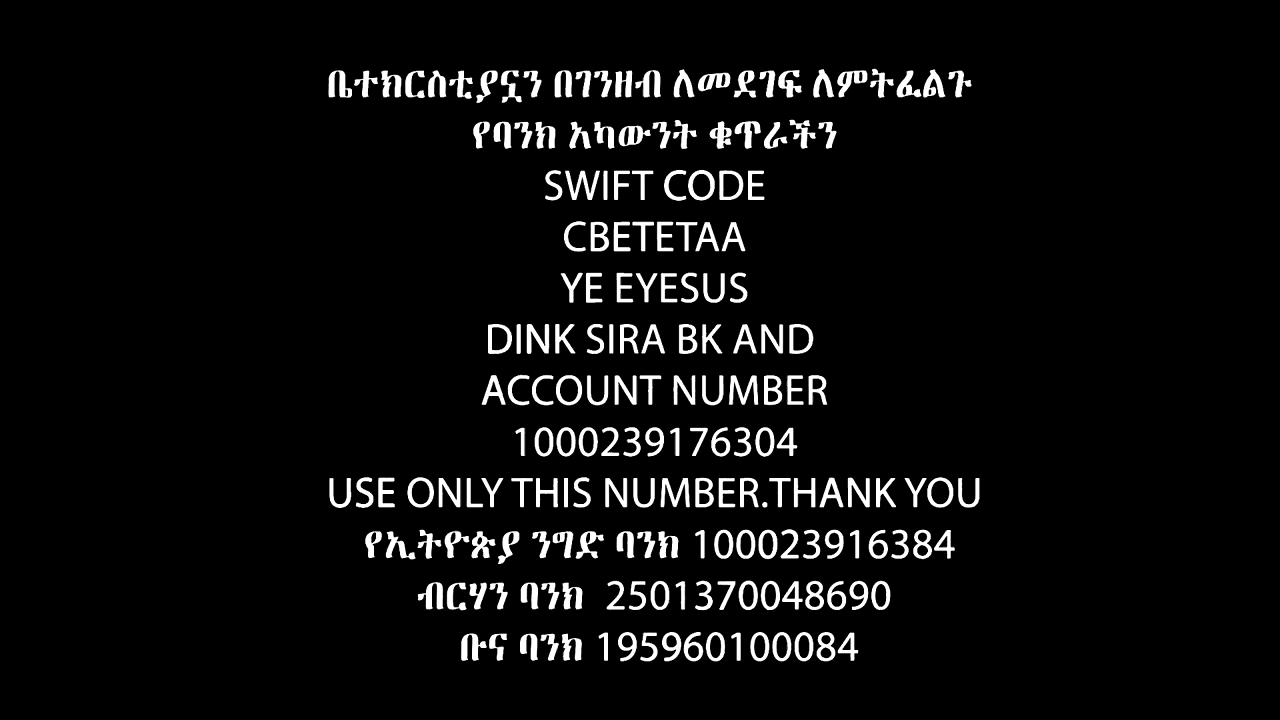 ቤተክርስቲያኗን በገንዘብ ለመደገፍ ለምትፈልጉ
የባንክ አካውንት ቁጥራችን
SWIFT CODE
CBETETAA
YE EYESUS
DINK SIRA BK AND
ACCOUNT NUMBER
1000239176304
USE ONLY THIS NUMBER.THANK YOU
የኢትዮጵያ ንግድ ባንክ 100023916384
ብርሃን ባንክ 2501370048690
ቡና ባንክ 195960100084